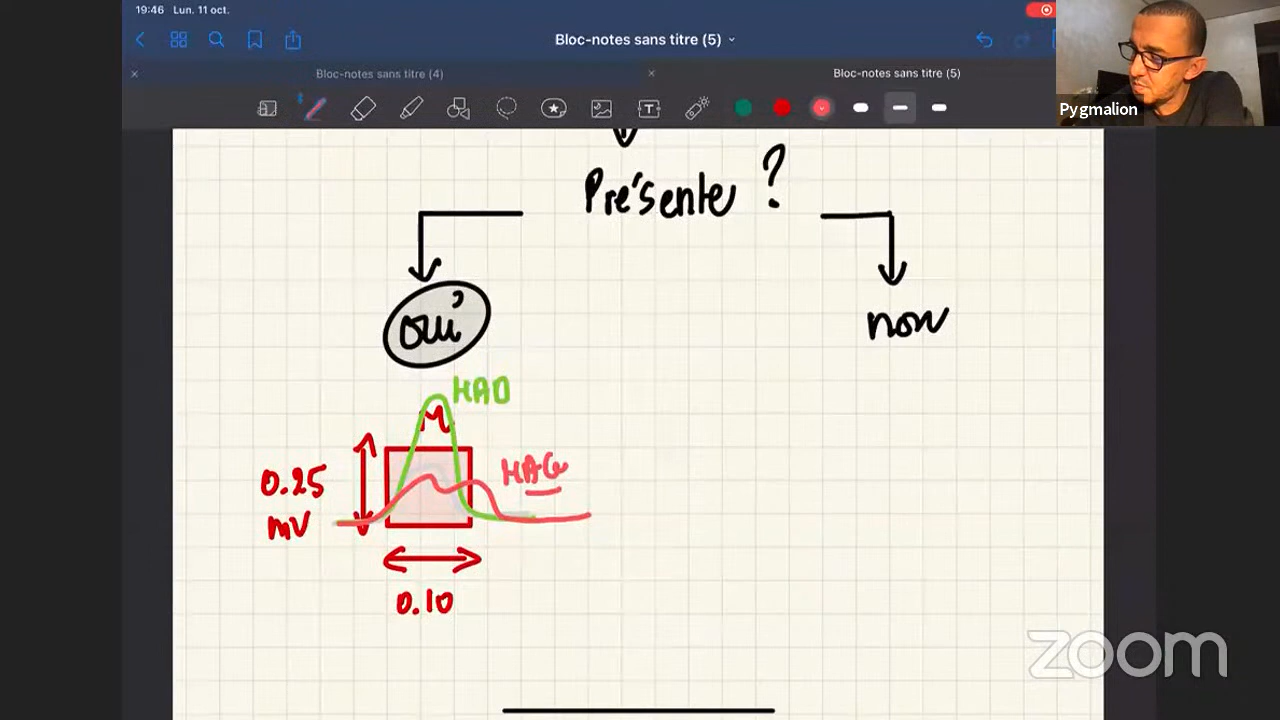 19:46 Lun. 11 oct.
Bloc-notes sans titre (5)
Bloc-notes sans titre (4)
Bloc-notes sans titre (5)
Pygmalion
Présente ?
oui
non
HAD
M
HAG
0.25
mV
0.10
zoom